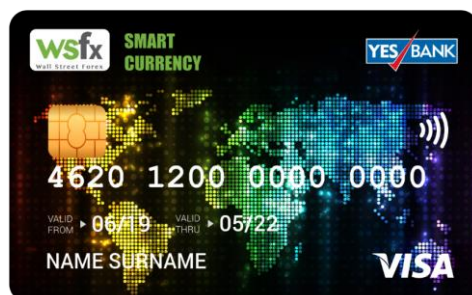 wsfx
Wall Street Forex
SMART
CURRENCY
YES BANK
4620 1200 0000 0000
VALID
FROM
06/19
VALID
THRU
05/22
NAME SURNAME
VISA